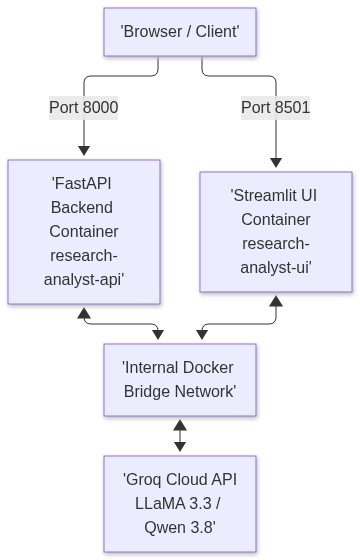 'Browser / Client'
Port 8000
Port 8501
'FastAPI
Backend
Container
research-
analyst-api'
'Streamlit UI
Container
research-
analyst-ui'
'Internal Docker
Bridge Network'
'Groq Cloud API
LLaMA 3.3 /
Qwen 3.8'